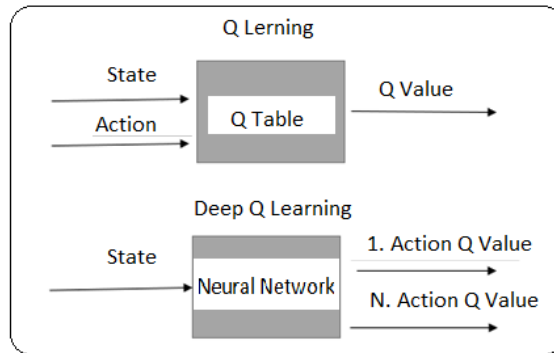 Q Lerning
State
Q Value
Action
Q Table
Deep Q Learning
State
1. Action Q Value
Neural Network
N. Action Q Value